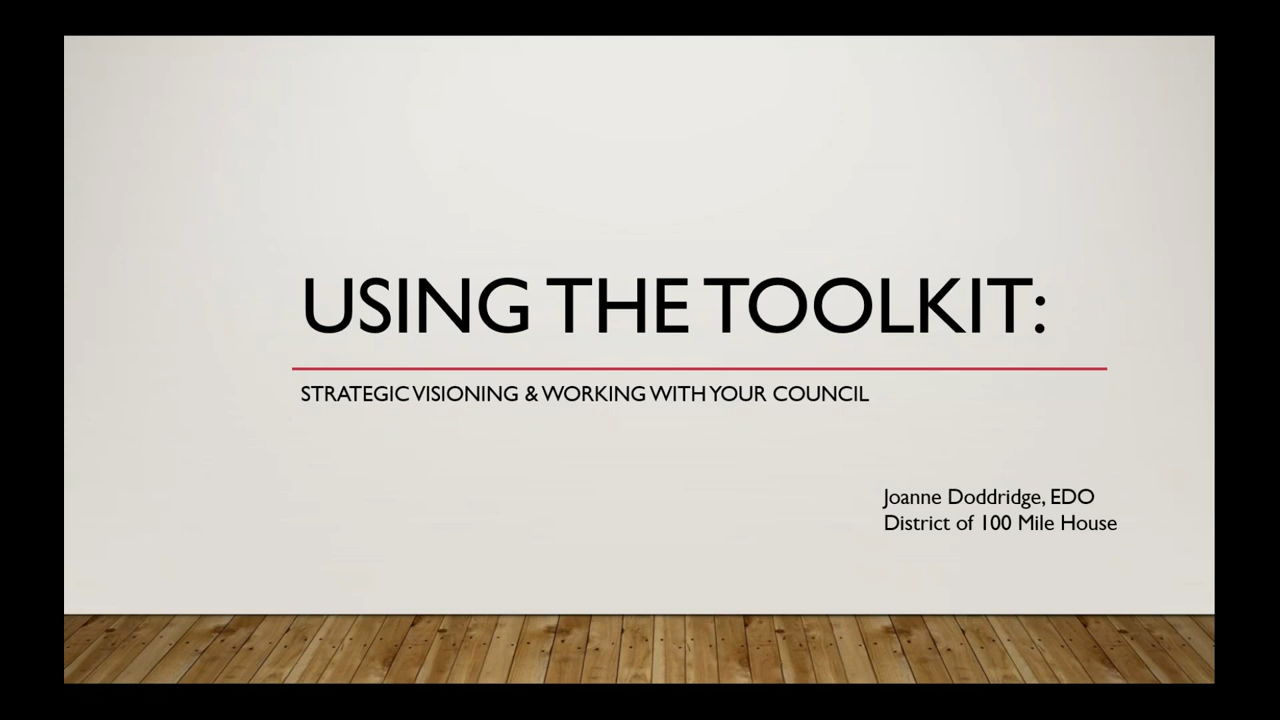 USING THE TOOLKIT:
STRATEGIC VISIONING & WORKING WITH YOUR COUNCIL
Joanne Doddridge, EDO
District of 100 Mile House